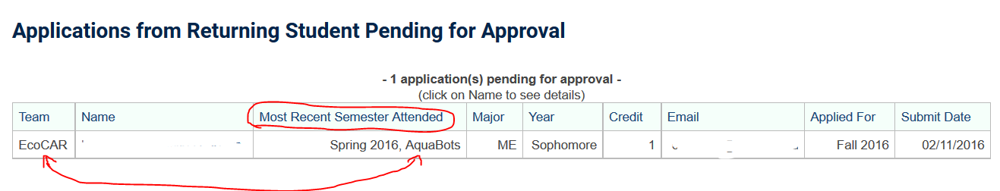 Applications from Returning Student Pending for Approval
- 1 application(s) pending for approval -
(click on Name to see details)
Team Name Most Recent Semester Attended Major Year Credit Email Applied For Submit Date
EcoCAR Spring 2016, AquaBots ME Sophomore 1 Fall 2016 02/11/2016